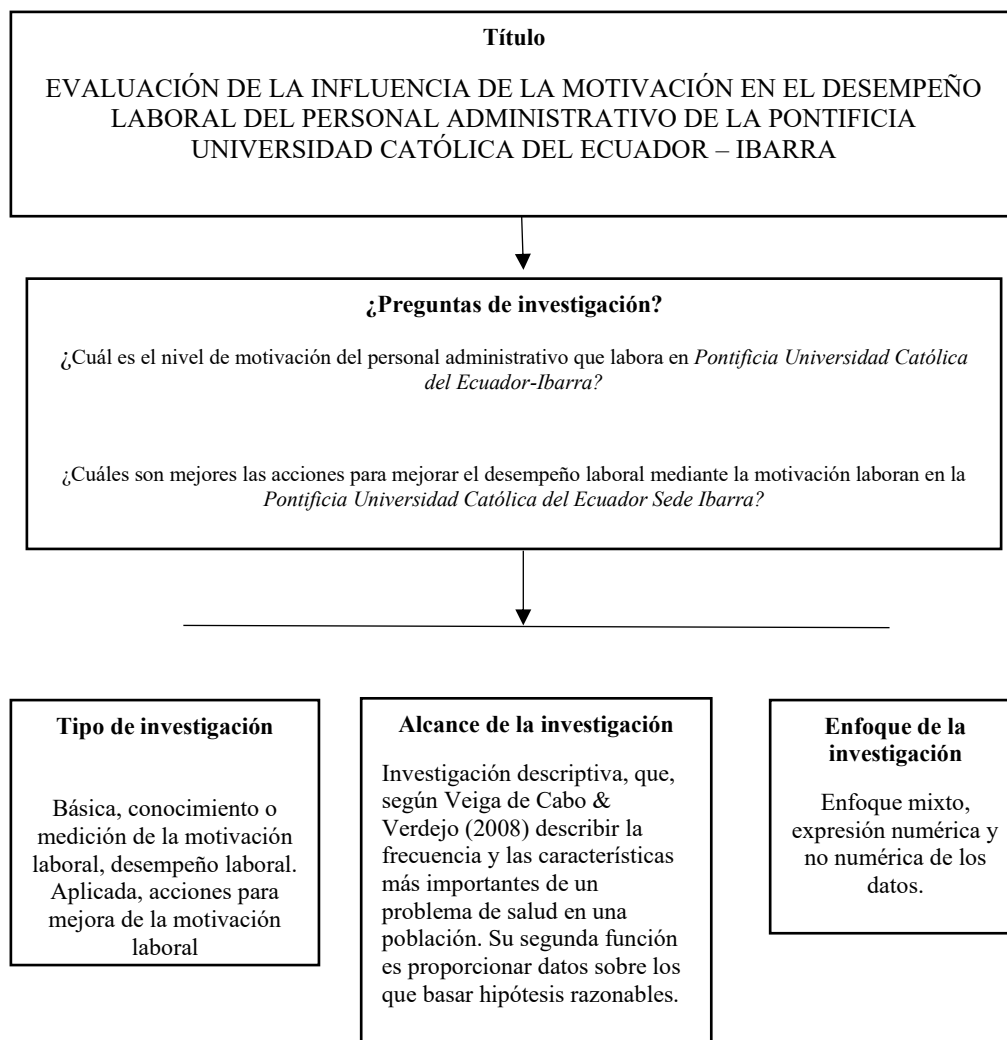 Título
EVALUACIÓN DE LA INFLUENCIA DE LA MOTIVACIÓN EN EL DESEMPEÑO
LABORAL DEL PERSONAL ADMINISTRATIVO DE LA PONTIFICIA
UNIVERSIDAD CATÓLICA DEL ECUADOR – IBARRA
¿Preguntas de investigación?
¿Cuál es el nivel de motivación del personal administrativo que labora en Pontificia Universidad Católica
del Ecuador-Ibarra?
¿Cuáles son mejores las acciones para mejorar el desempeño laboral mediante la motivación laboran en la
Pontificia Universidad Católica del Ecuador Sede Ibarra?
Tipo de investigación
Básica, conocimiento o
medición de la motivación
laboral, desempeño laboral.
Aplicada, acciones para
mejora de la motivación
laboral
Alcance de la investigación
Investigación descriptiva, que,
según Veiga de Cabo &
Verdejo (2008) describir la
frecuencia y las características
más importantes de un
problema de salud en una
población. Su segunda función
es proporcionar datos sobre los
que basar hipótesis razonables.
Enfoque de la
investigación
Enfoque mixto,
expresión numérica y
no numérica de los
datos.